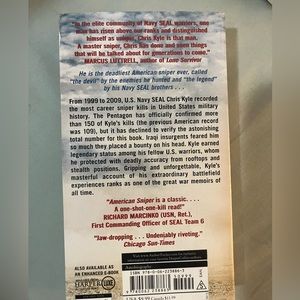 "In the elite community of Navy SEAL warriors, one
man has risen above our ranks and distinguished
himself as unique. Chris Kyle is that man.
A master sniper, Chris has done and seen things
that will be talked about for generations to come."
MARCUS LUTTRELL, author of Lone Survivor
He is the deadliest American sniper ever, called
"the devil" by the enemies he hunted and "the legend"
by his Navy SEAL brothers . . .
From 1999 to 2009, U.S. Navy SEAL Chris Kyle recorded
the most career sniper kills in United States military
history. The Pentagon has officially confirmed more
than 150 of Kyle's kills (the previous American record
was 109), but it has declined to verify the astonishing
total number for this book. Iraqi insurgents feared him
so much they placed a bounty on his head. Kyle earned
legendary status among his fellow U.S. warriors, whom
he protected with deadly accuracy from rooftops and
stealth positions. Gripping and unforgettable, Kyle's
masterful account of his extraordinary battlefield
experiences ranks as one of the great war memoirs of
all time.
"American Sniper is a classic. . . .
A one-shot-one-kill read!"
RICHARD MARCINKO (USN, Ret.),
First Commanding Officer of SEAL Team 6
"Jaw-dropping . . . Undeniably riveting."
Chicago Sun-Times
ALSO AVAILABLE AS
AN ENHANCED E-BOOK
HARPER LUXE
ISBN 978-0-06-223886-3